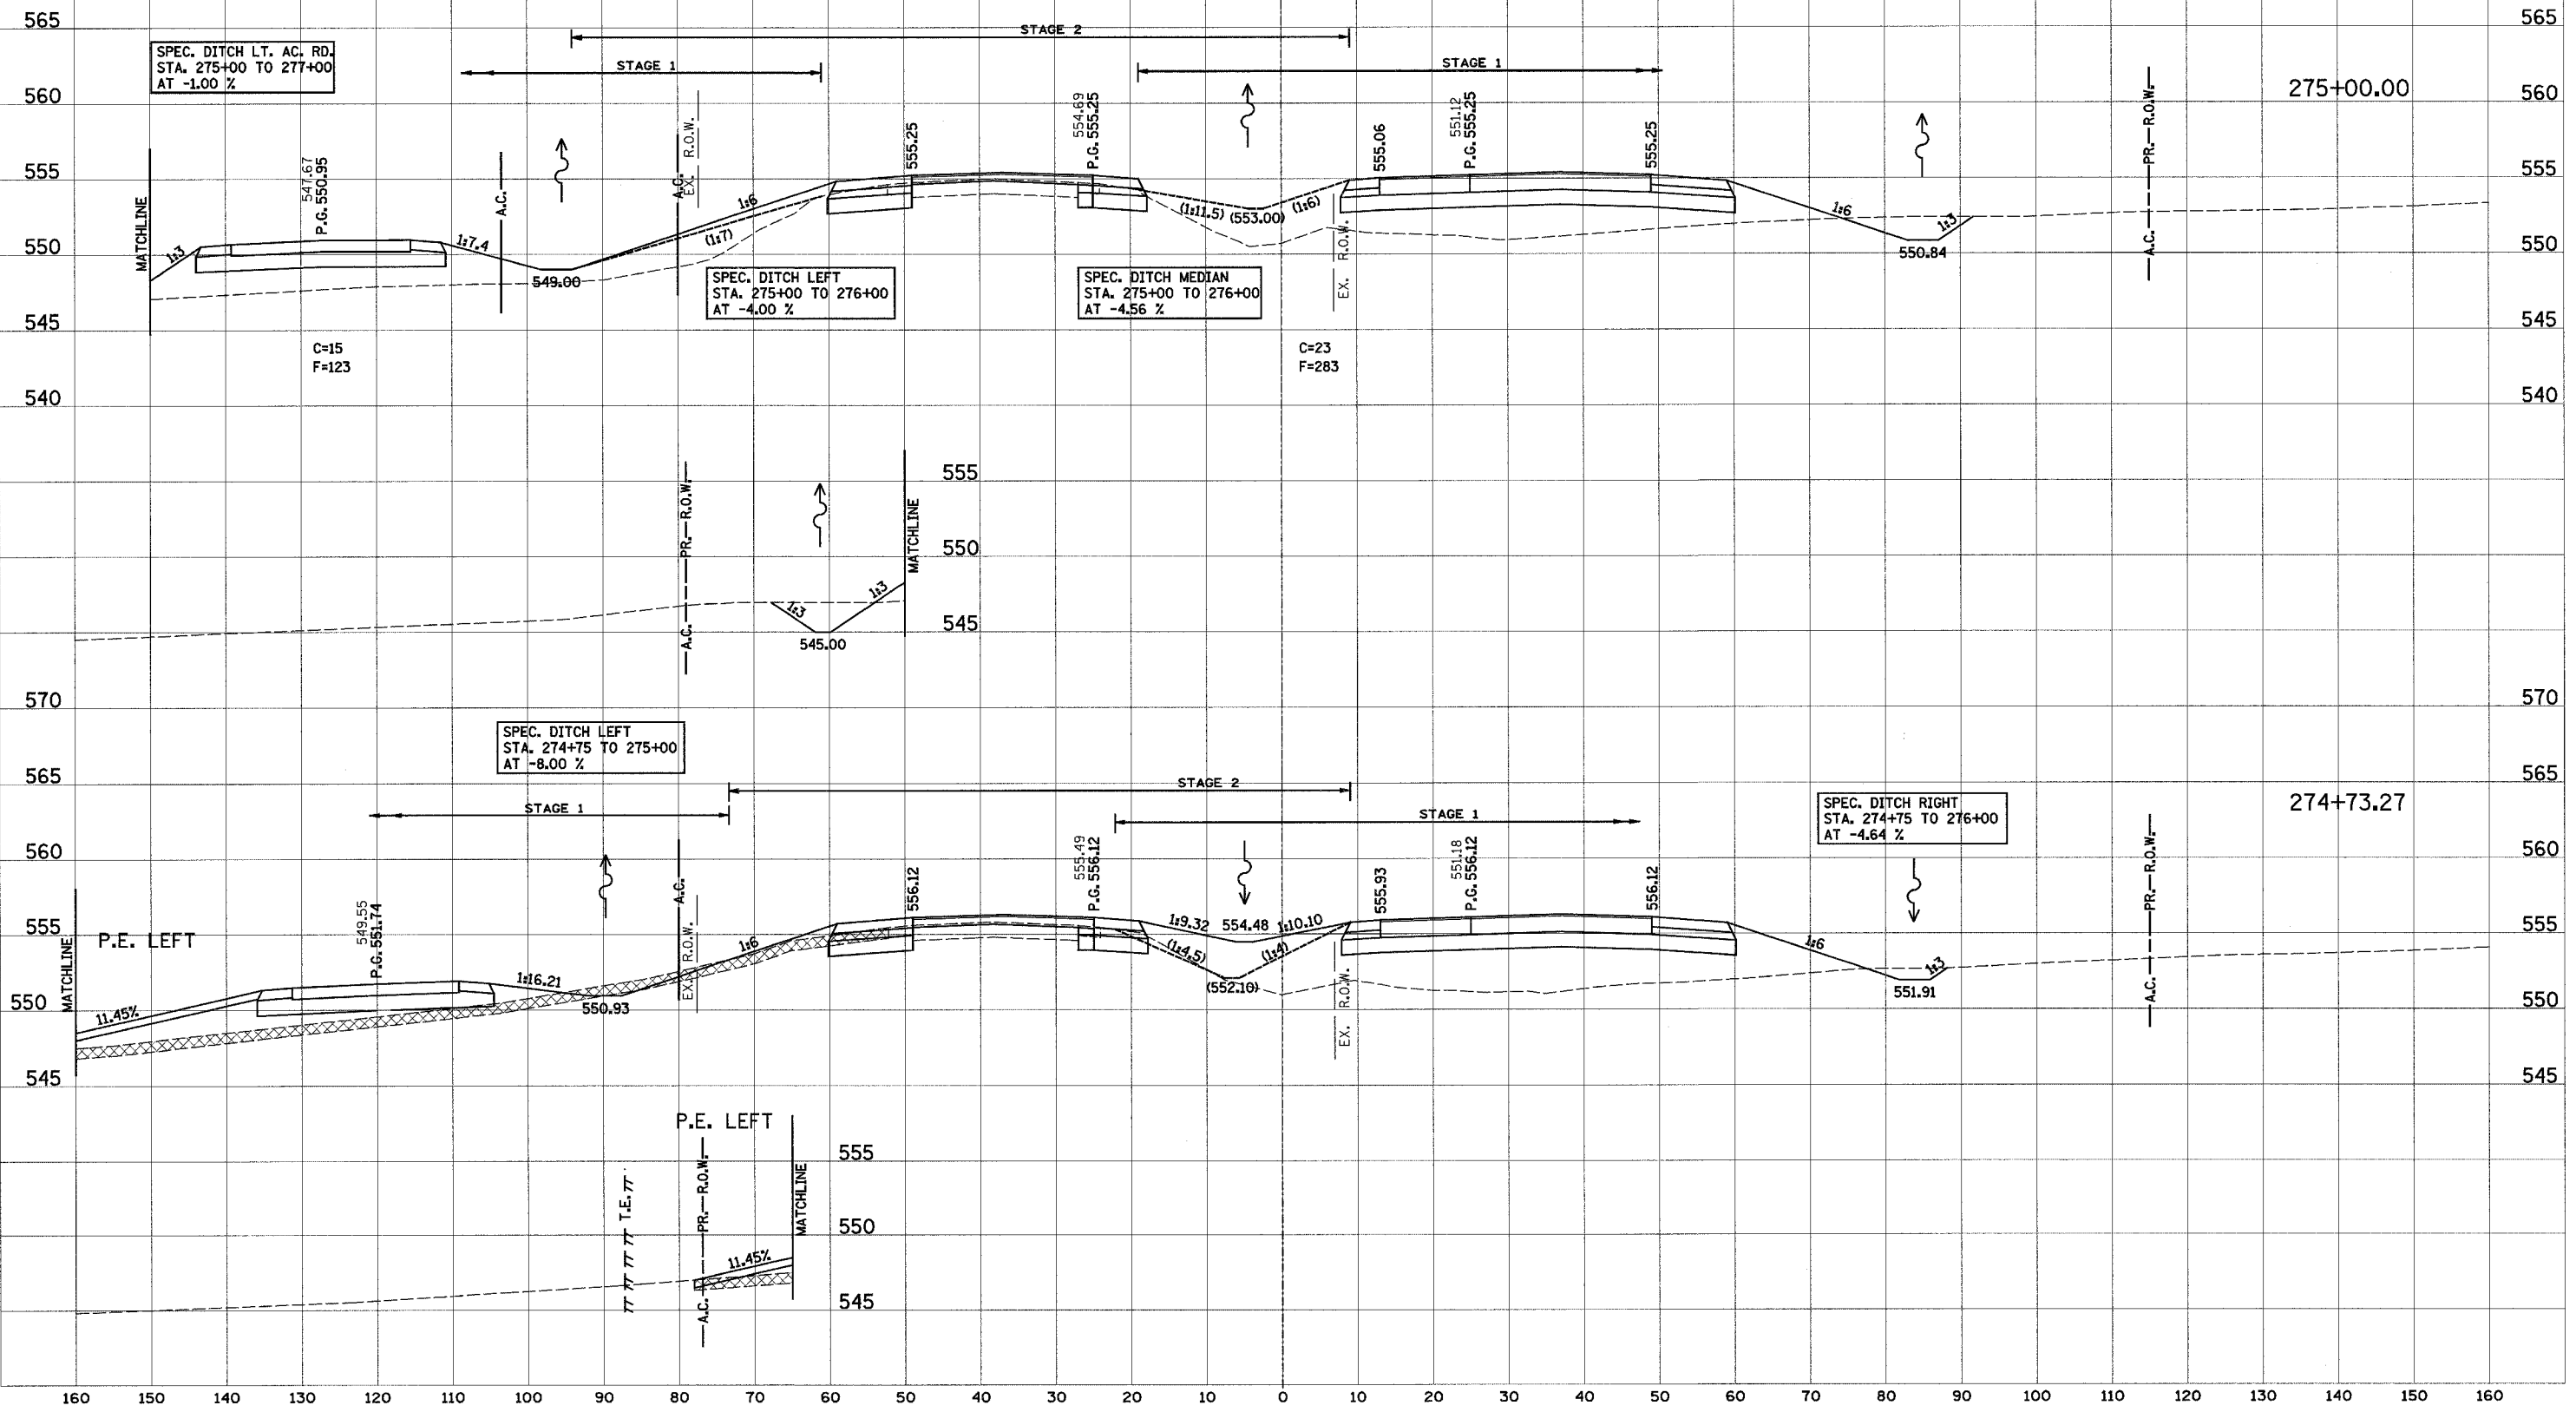 565
565
STAGE 2
SPEC. DITCH LT. AC. RD.
STA. 275+00 TO 277+00
AT -1.00 %
STAGE 1
STAGE 1
560
275+00.00
560
547.67
P.G. 550.95
A.C.
EX. R.O.W.
555.25
554.69
P.G. 555.25
555.06
551.12
P.G. 555.25
555.25
A.C. PR. R.O.W.
555
555
MATCHLINE
1:3
1:7.4
A.C.
1:6
(1:7)
(1:11.5)
(553.00)
(1:6)
EX. R.O.W.
1:6
1:3
550
550
549.00
550.84
SPEC. DITCH LEFT
STA. 275+00 TO 276+00
AT -4.00 %
SPEC. DITCH MEDIAN
STA. 275+00 TO 276+00
AT -4.56 %
545
545
C=15
F=123
C=23
F=283
540
540
555
A.C. PR. R.O.W.
MATCHLINE
550
1:3
1:3
545
545.00
570
570
SPEC. DITCH LEFT
STA. 274+75 TO 275+00
AT -8.00 %
565
565
STAGE 2
STAGE 1
STAGE 1
SPEC. DITCH RIGHT
STA. 274+75 TO 276+00
AT -4.64 %
274+73.27
560
560
549.55
P.G. 551.74
A.C.
EX. R.O.W.
556.12
555.49
P.G. 556.12
555.93
551.18
P.G. 556.12
556.12
A.C. PR. R.O.W.
555
555
MATCHLINE
P.E. LEFT
11.45%
1:16.21
1:6
1:9.32
554.48
1:10.10
(1:4.5)
(1:4)
(552.10)
EX. R.O.W.
1:6
1:3
550
550
550.93
551.91
545
545
P.E. LEFT
555
T.E.
A.C. PR. R.O.W.
MATCHLINE
550
11.45%
545
160 150 140 130 120 110 100 90 80 70 60 50 40 30 20 10 0 10 20 30 40 50 60 70 80 90 100 110 120 130 140 150 160